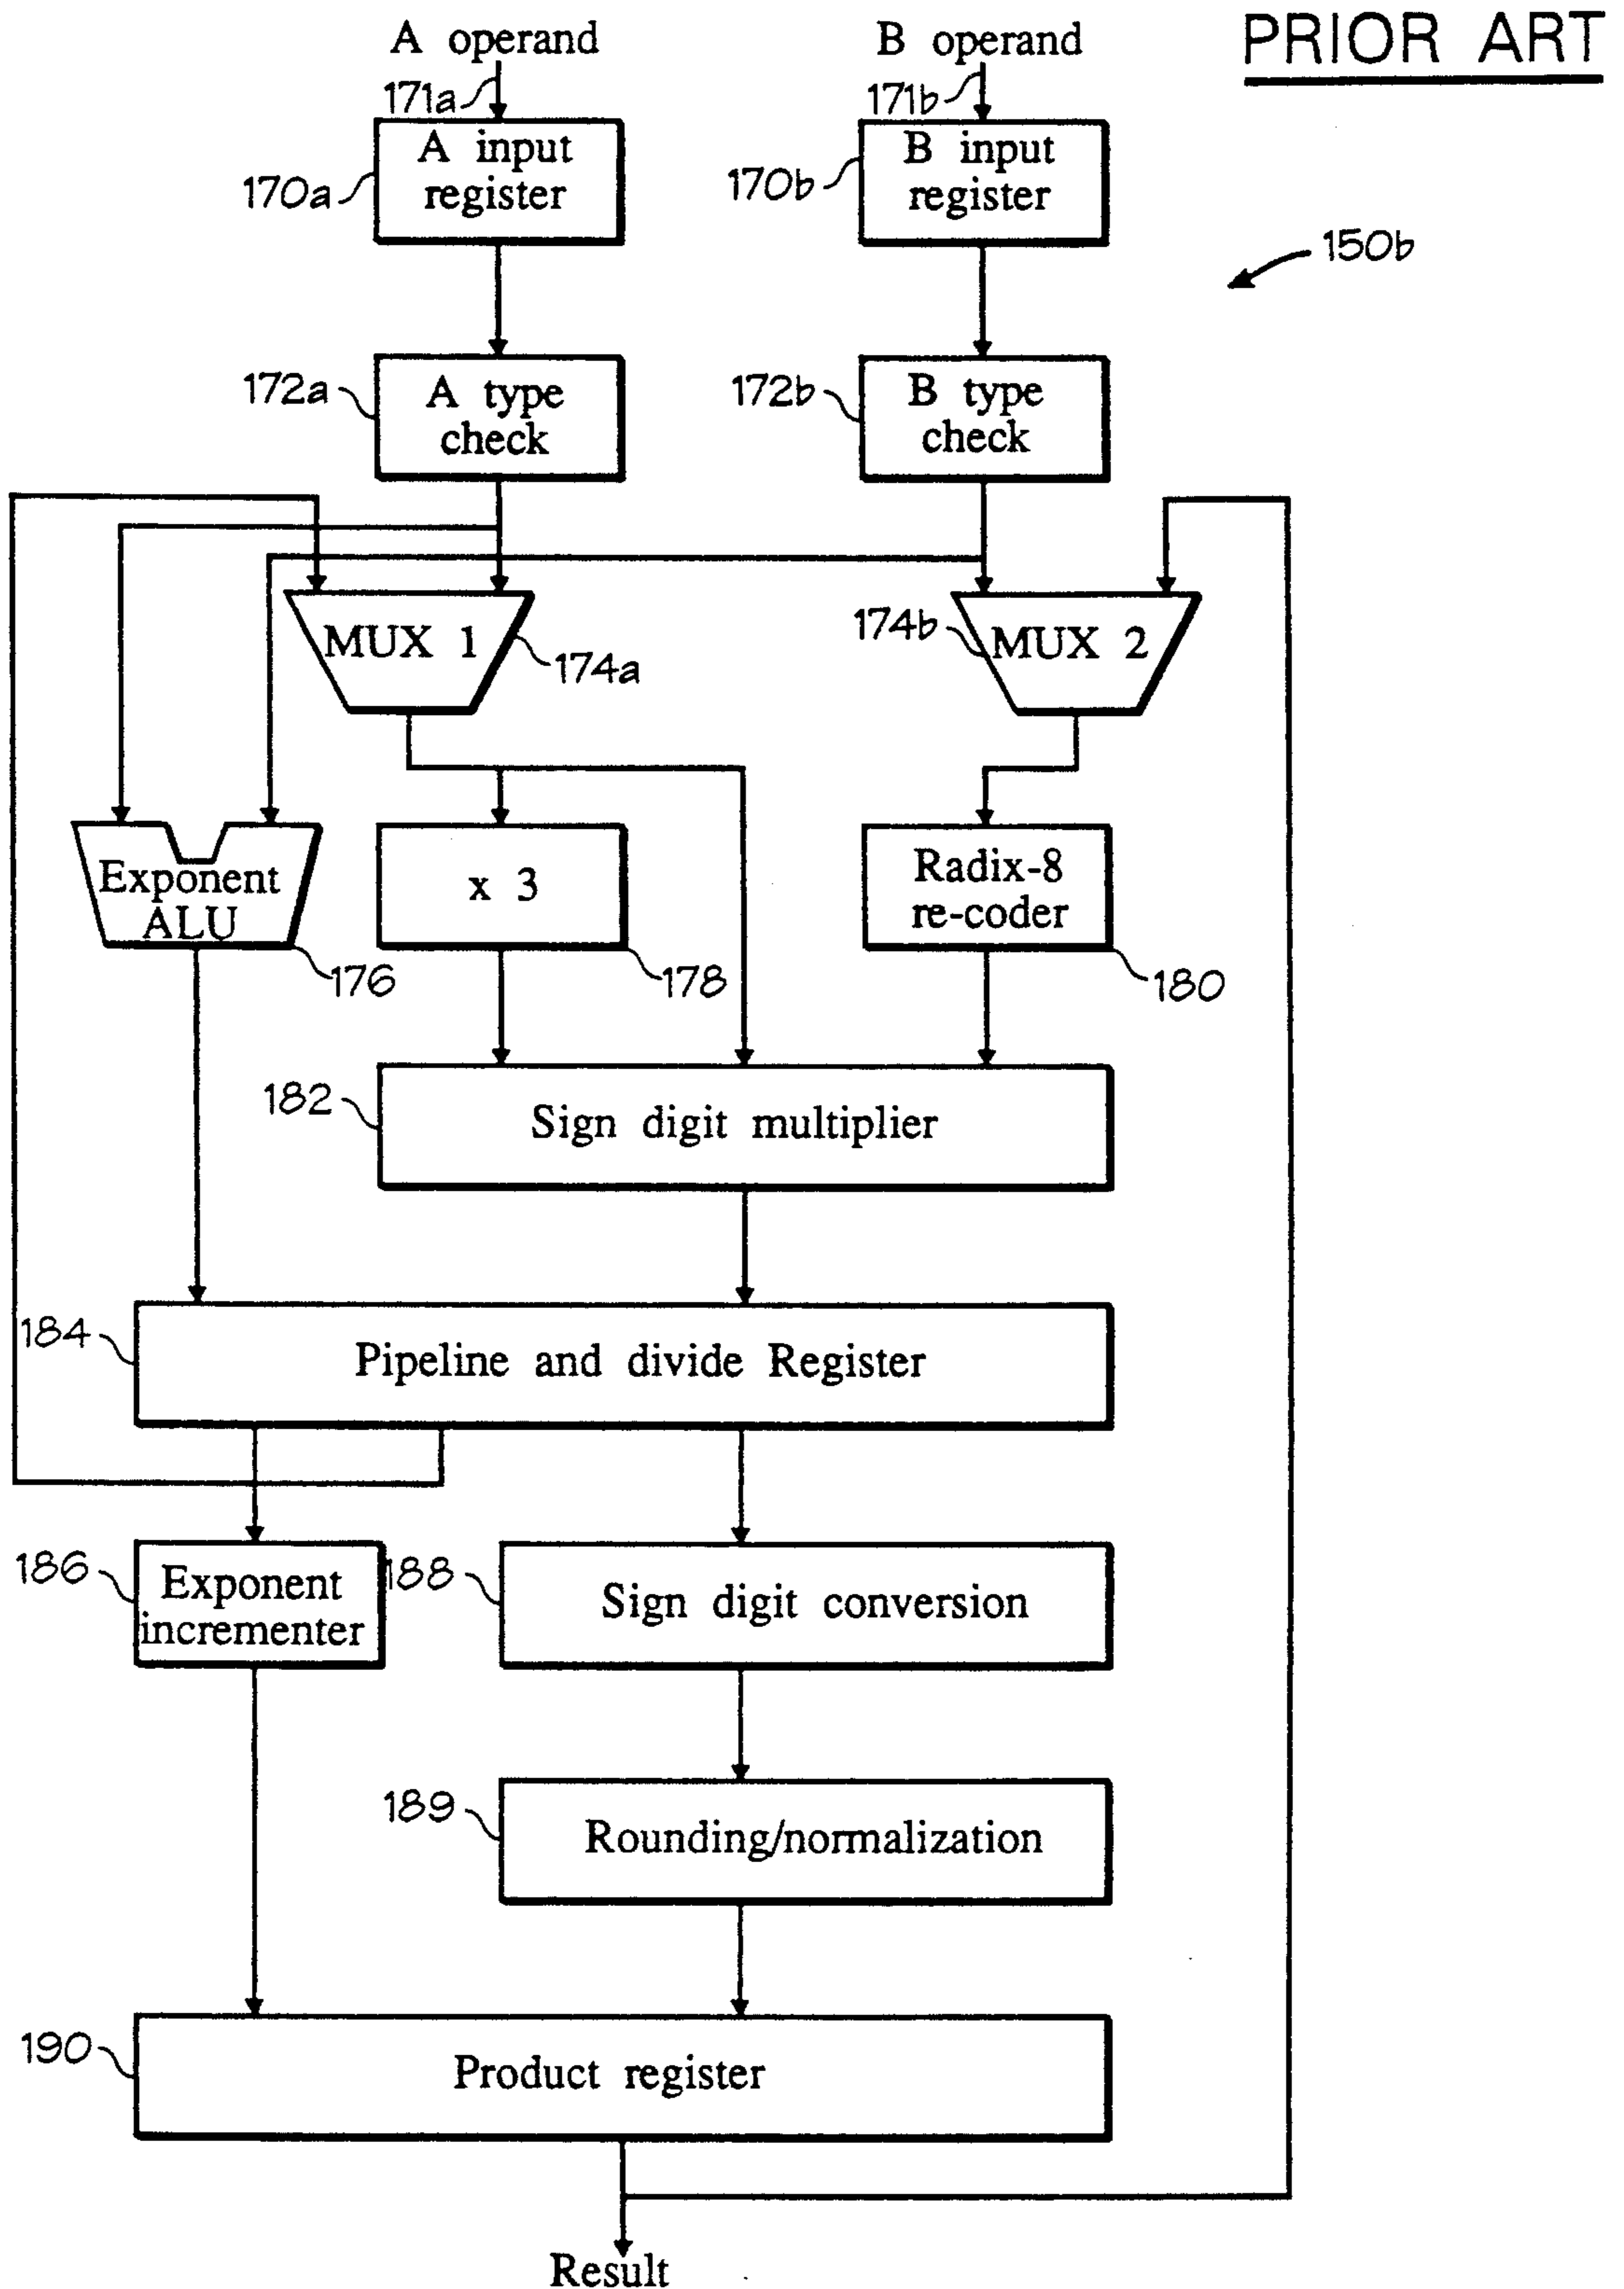 PRIOR ART
A operand
B operand
171a
171b
A input
register
170a
B input
register
170b
150b
A type
check
172a
B type
check
172b
MUX 1
174a
MUX 2
174b
Exponent
ALU
176
x 3
178
Radix-8
re-coder
180
Sign digit multiplier
182
Pipeline and divide Register
184
Exponent
incrementer
186
Sign digit conversion
188
Rounding/normalization
189
Product register
190
Result